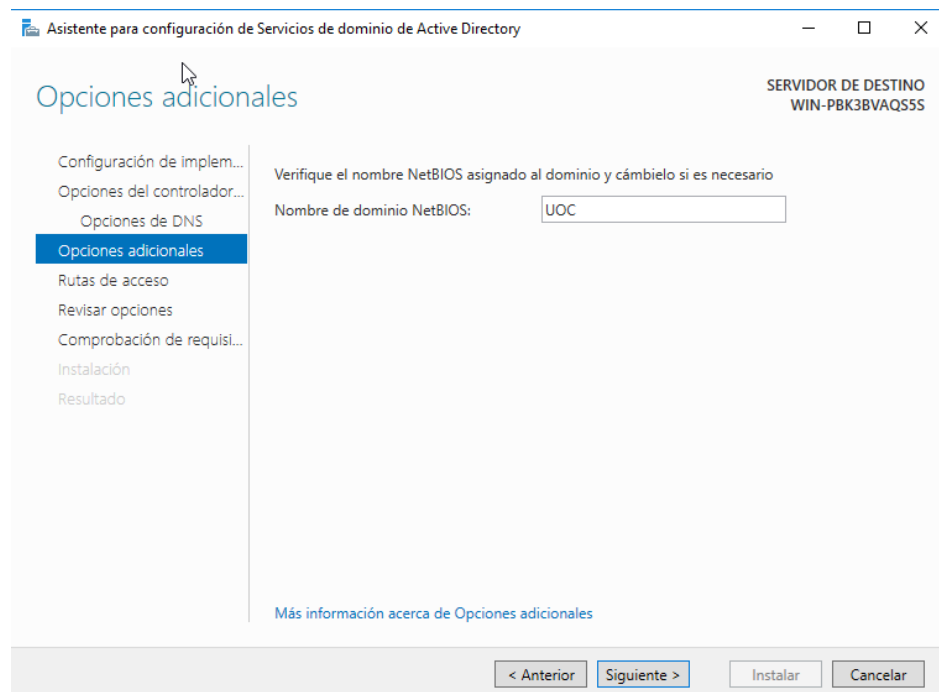 Asistente para configuración de Servicios de dominio de Active Directory
Opciones adicionales
SERVIDOR DE DESTINO
WIN-PBK3BVAQS5S
Configuración de implem...
Opciones del controlador...
Opciones de DNS
Opciones adicionales
Rutas de acceso
Revisar opciones
Comprobación de requisi...
Instalación
Resultado
Verifique el nombre NetBIOS asignado al dominio y cámbielo si es necesario
Nombre de dominio NetBIOS: UOC
Más información acerca de Opciones adicionales
< Anterior Siguiente > Instalar Cancelar